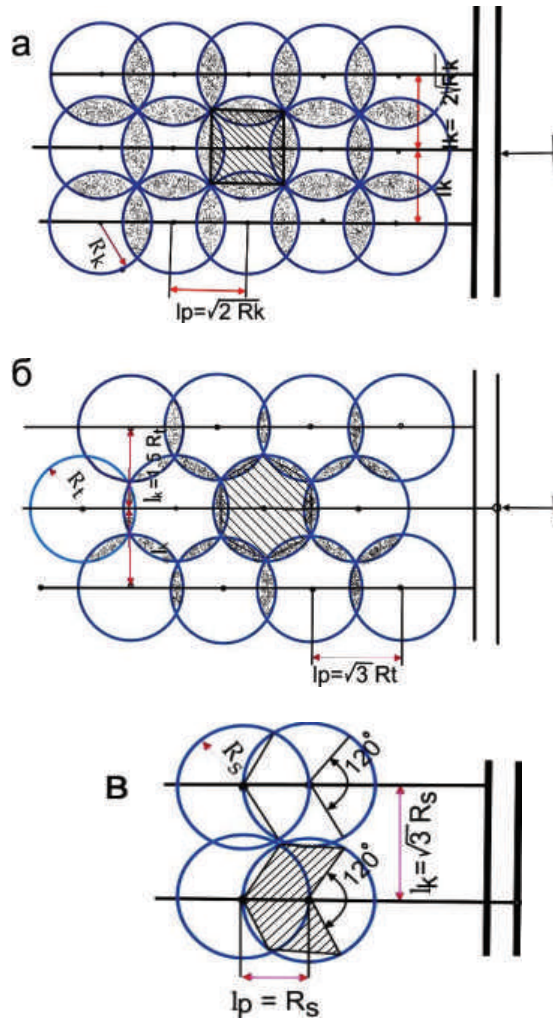 а
lk= √2Rk
lk
Rk
lp=√2 Rk
б
Rt
lk=1,5 Rt
lp=√3 Rt
В
Rs
120°
lk=√3 Rs
120°
lp = Rs